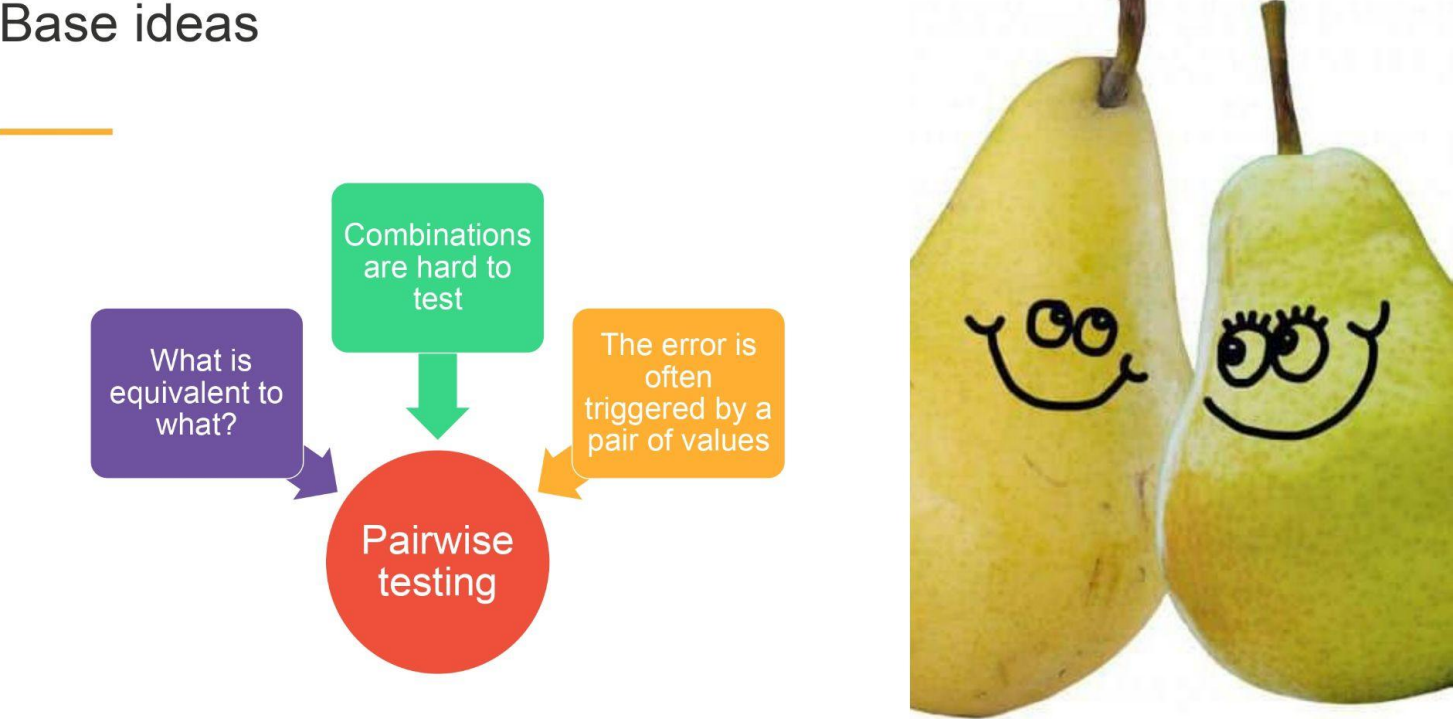 Base ideas
Combinations
are hard to
test
What is
equivalent to
what?
The error is
often
triggered by a
pair of values
Pairwise
testing